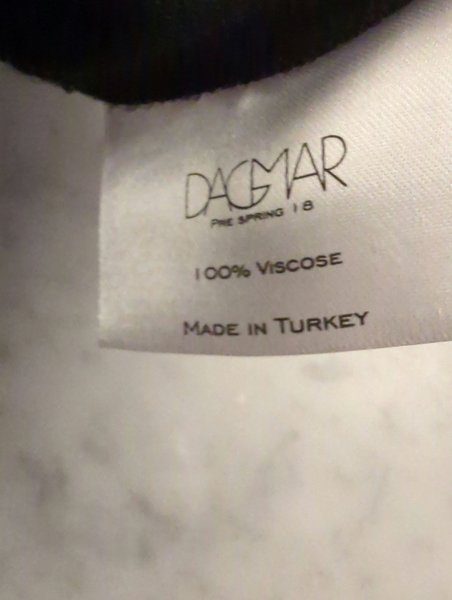 DAGMAR
PRE SPRING 18
100% VISCOSE
MADE IN TURKEY